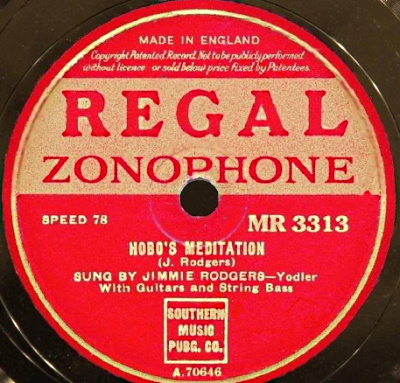 MADE IN ENGLAND
Copyright Patented Record. Not to be publicly performed
without licence or sold below price fixed by Patentees.
REGAL
ZONOPHONE
SPEED 78
MR 3313
HOBO'S MEDITATION
(J. Rodgers)
SUNG BY JIMMIE RODGERS—Yodler
With Guitars and String Bass
SOUTHERN
MUSIC
PUBG. CO.
A.70646